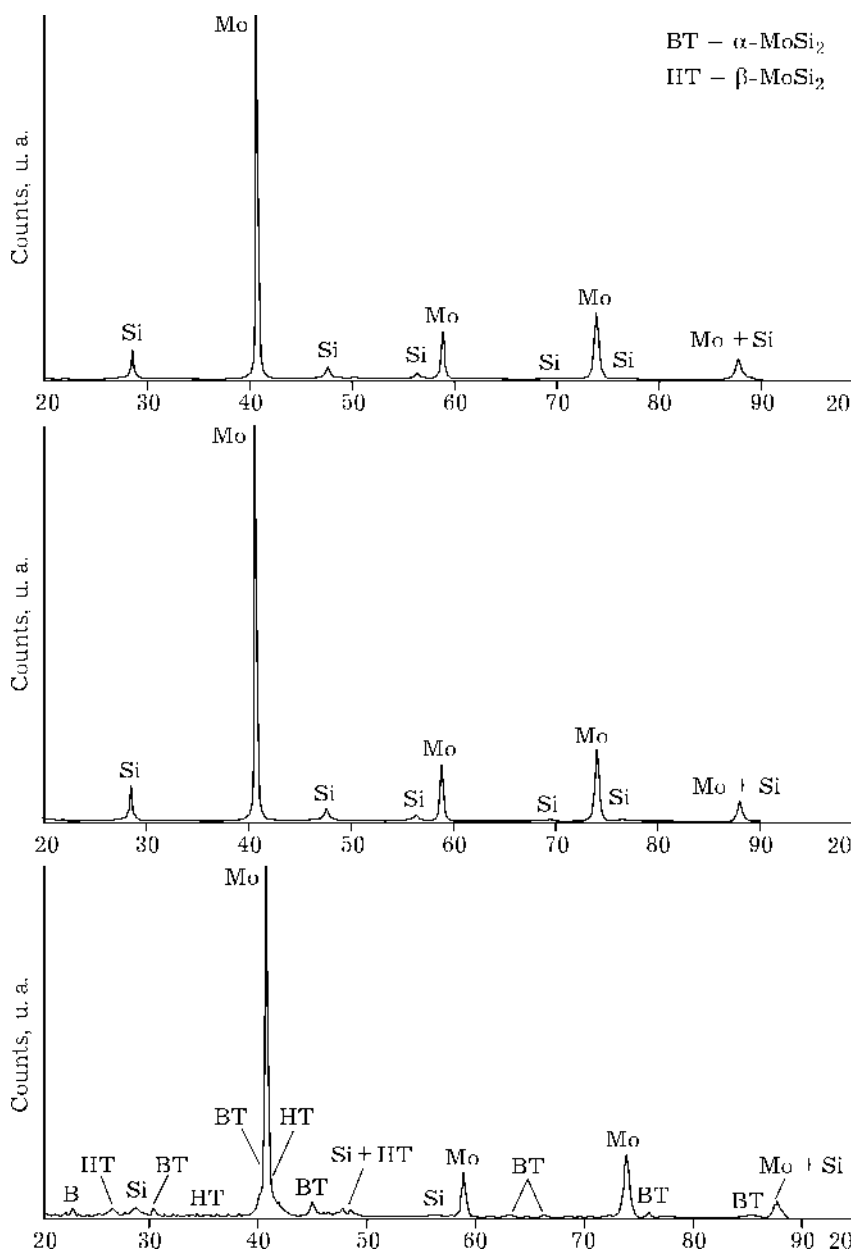 Mo
BT – α-MoSi₂
HT – β-MoSi₂
Counts, u. a.
Si
Si
Si
Mo
Si
Mo
Si
Mo + Si
20 30 40 50 60 70 80 90 20
Mo
Counts, u. a.
Si
Si
Si
Mo
Si
Mo
Si
Mo + Si
20 30 40 50 60 70 80 90 20
Mo
Counts, u. a.
B
HT
Si
BT
HT
BT
HT
BT
Si + HT
Si
Mo
BT
Mo
BT
BT
Mo + Si
20 30 40 50 60 70 80 90 20